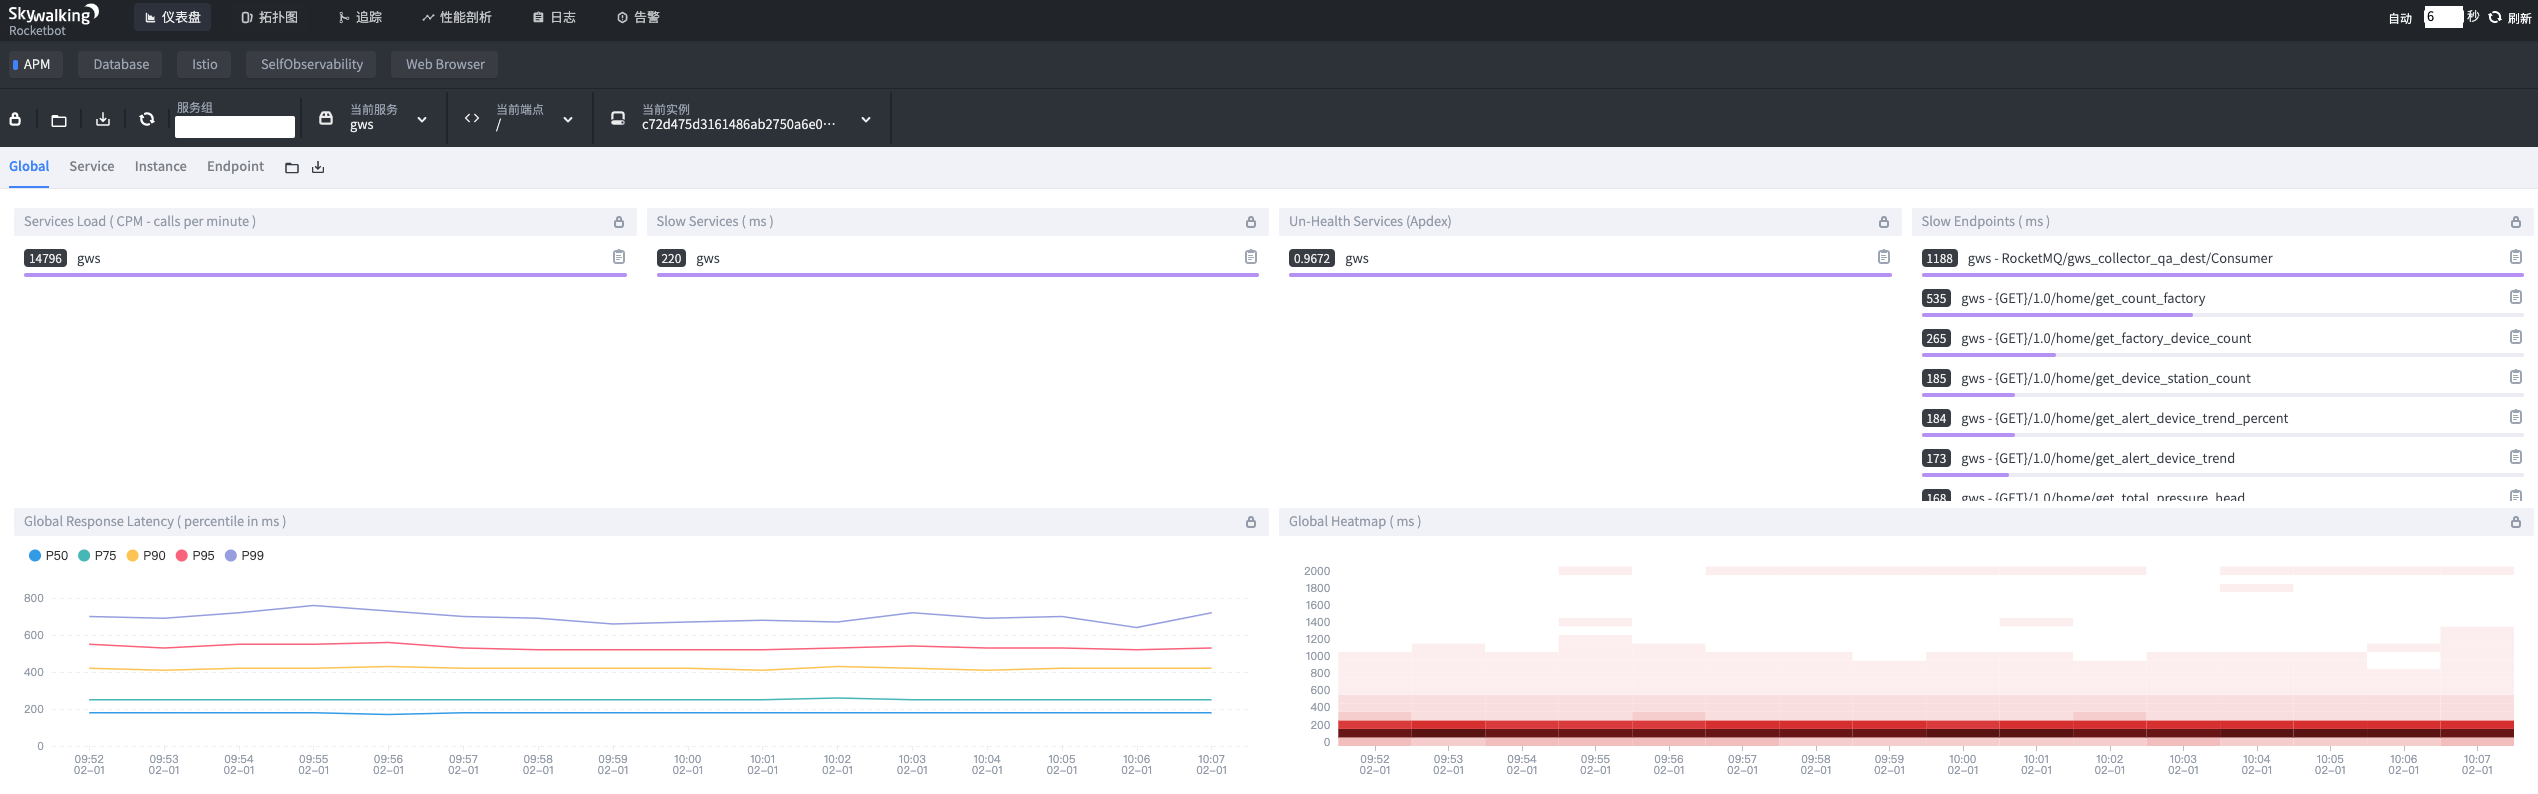 Skywalking
Rocketbot
仪表盘
拓扑图
追踪
性能剖析
日志
告警
自动
6
秒
刷新
APM
Database
Istio
SelfObservability
Web Browser
服务组
当前服务
gws
当前端点
/
当前实例
c72d475d3161486ab2750a6e0···
Global
Service
Instance
Endpoint
Services Load ( CPM - calls per minute )
14796 gws
Slow Services ( ms )
220 gws
Un-Health Services (Apdex)
0.9672 gws
Slow Endpoints ( ms )
1188 gws - RocketMQ/gws_collector_qa_dest/Consumer
535 gws - {GET}/1.0/home/get_count_factory
265 gws - {GET}/1.0/home/get_factory_device_count
185 gws - {GET}/1.0/home/get_device_station_count
184 gws - {GET}/1.0/home/get_alert_device_trend_percent
173 gws - {GET}/1.0/home/get_alert_device_trend
168 gws - {GET}/1.0/home/get_total_pressure_head
Global Response Latency ( percentile in ms )
P50 P75 P90 P95 P99
800
600
400
200
0
09:52 09:53 09:54 09:55 09:56 09:57 09:58 09:59 10:00 10:01 10:02 10:03 10:04 10:05 10:06 10:07
02-01 02-01 02-01 02-01 02-01 02-01 02-01 02-01 02-01 02-01 02-01 02-01 02-01 02-01 02-01 02-01
Global Heatmap ( ms )
2000
1800
1600
1400
1200
1000
800
600
400
200
0
09:52 09:53 09:54 09:55 09:56 09:57 09:58 09:59 10:00 10:01 10:02 10:03 10:04 10:05 10:06 10:07
02-01 02-01 02-01 02-01 02-01 02-01 02-01 02-01 02-01 02-01 02-01 02-01 02-01 02-01 02-01 02-01